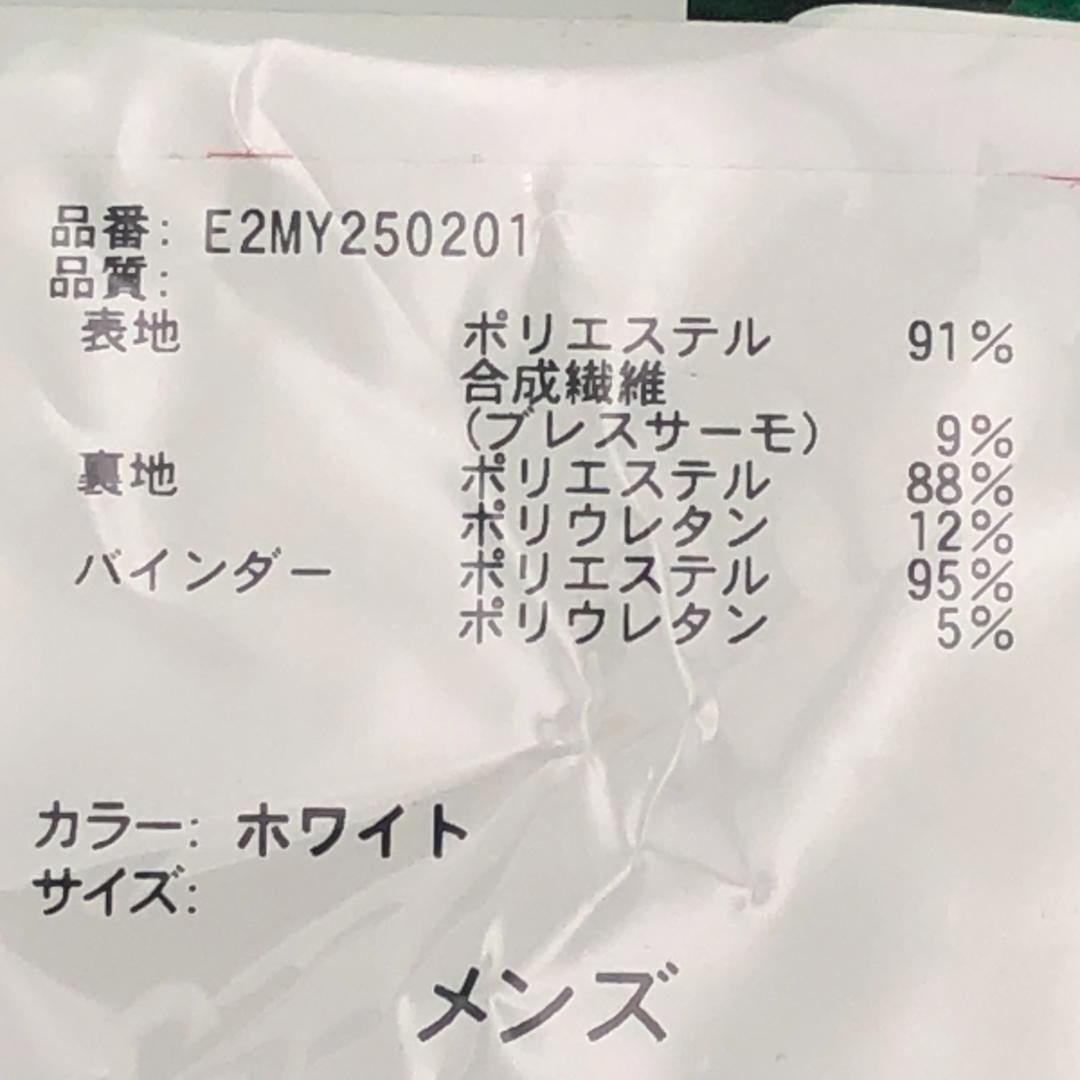 品番: E2MY250201
品質:
表地 ポリエステル 91%
合成繊維
(ブレスサーモ) 9%
裏地 ポリエステル 88%
ポリウレタン 12%
バインダー ポリエステル 95%
ポリウレタン 5%
カラー: ホワイト
サイズ:
メンズ